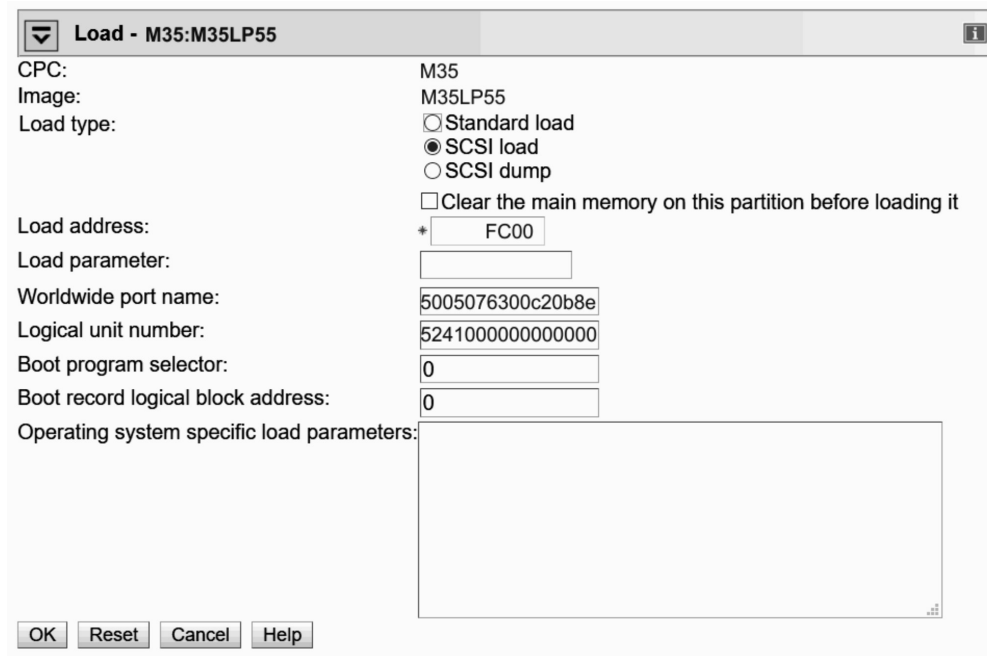 Load - M35:M35LP55
i
CPC: M35
Image: M35LP55
Load type: Standard load
SCSI load
SCSI dump
Clear the main memory on this partition before loading it
Load address: * FC00
Load parameter:
Worldwide port name: 5005076300c20b8e
Logical unit number: 5241000000000000
Boot program selector: 0
Boot record logical block address: 0
Operating system specific load parameters:
OK Reset Cancel Help